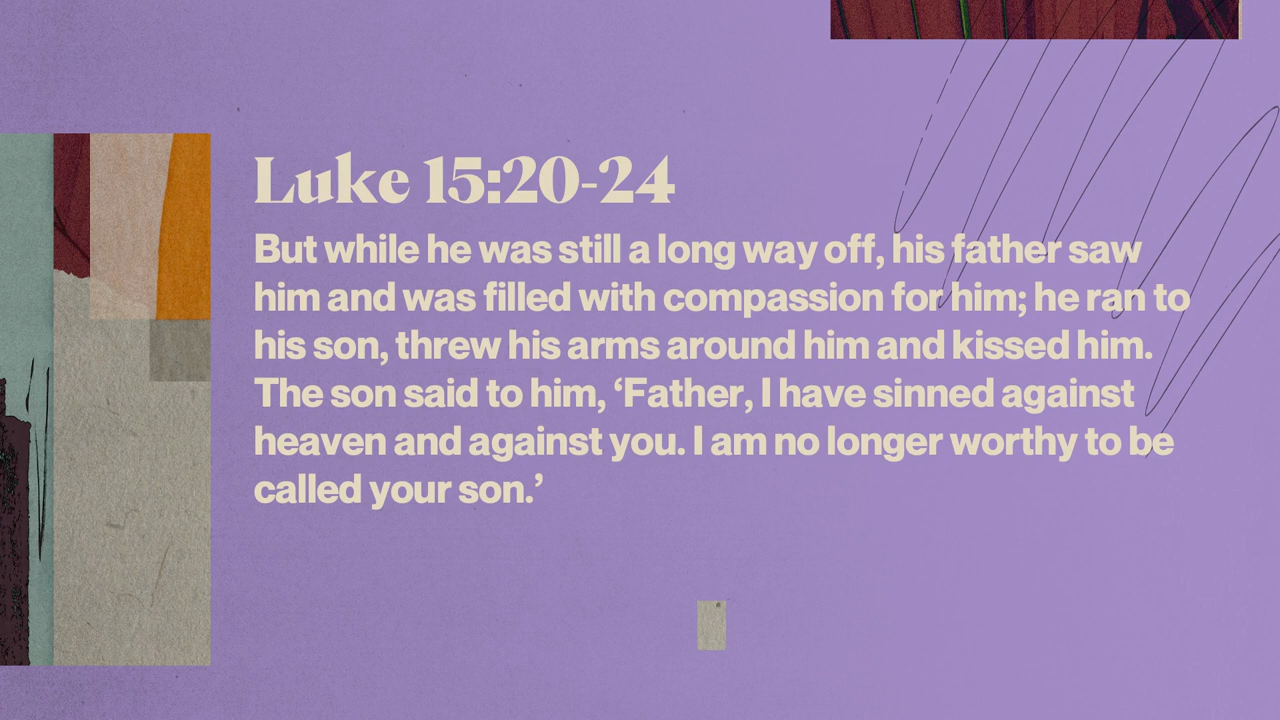 Luke 15:20-24
But while he was still a long way off, his father saw
him and was filled with compassion for him; he ran to
his son, threw his arms around him and kissed him.
The son said to him, ‘Father, I have sinned against
heaven and against you. I am no longer worthy to be
called your son.’